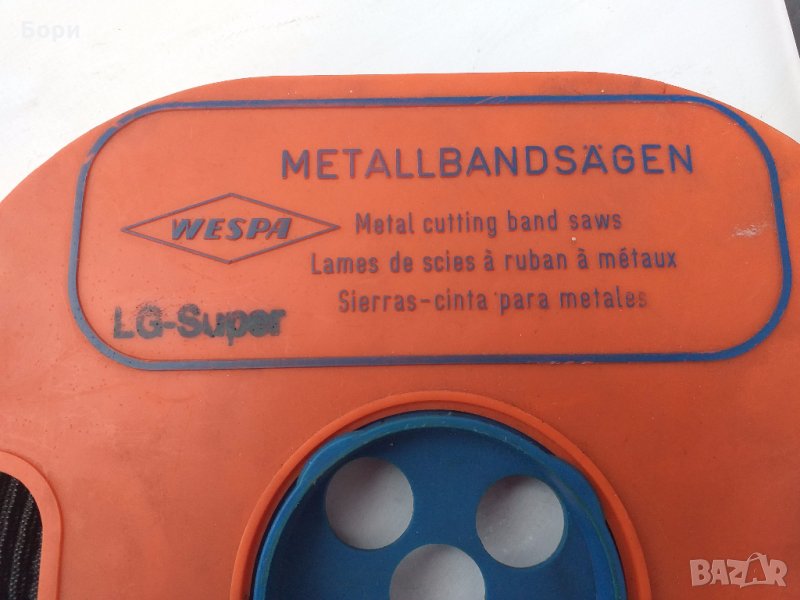 Бори
METALLBANDSÄGEN
WESPA
Metal cutting band saws
Lames de scies à ruban à métaux
Sierras-cinta para metales
LG-Super
BAZAR